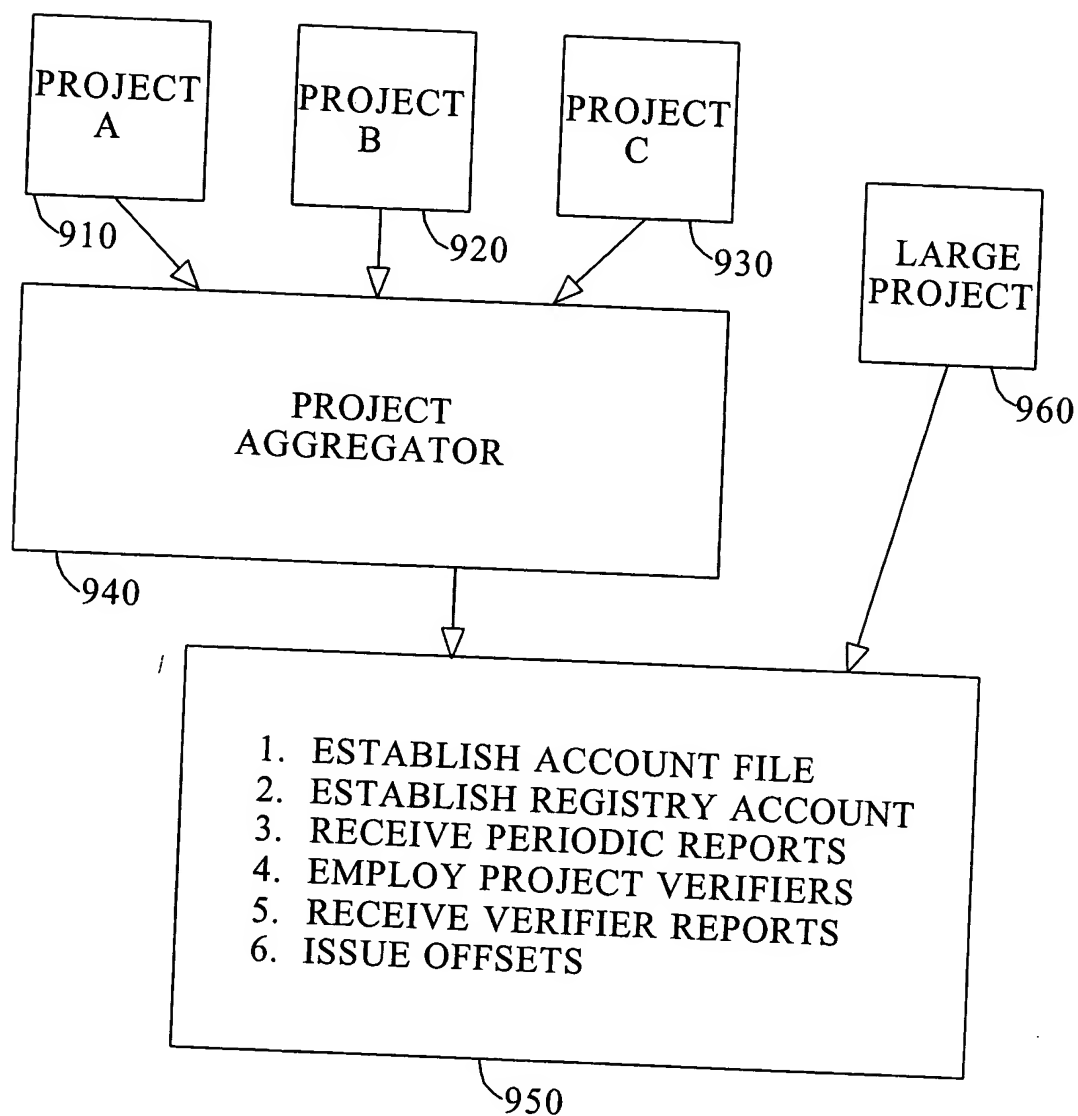 PROJECT
A
PROJECT
B
PROJECT
C
910
920
930
LARGE
PROJECT
960
PROJECT
AGGREGATOR
940
1. ESTABLISH ACCOUNT FILE
2. ESTABLISH REGISTRY ACCOUNT
3. RECEIVE PERIODIC REPORTS
4. EMPLOY PROJECT VERIFIERS
5. RECEIVE VERIFIER REPORTS
6. ISSUE OFFSETS
950